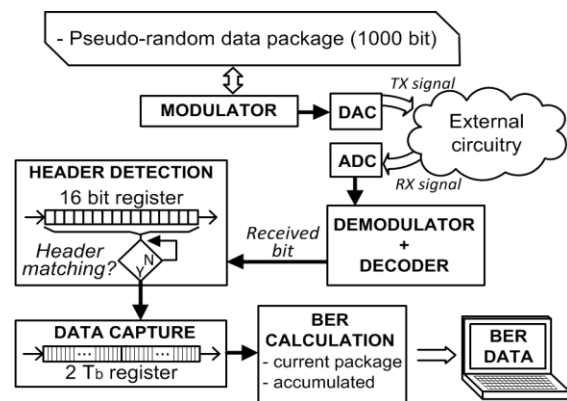 - Pseudo-random data package (1000 bit)
MODULATOR
DAC
TX signal
External
circuitry
ADC
RX signal
HEADER DETECTION
16 bit register
Header
matching?
N
Y
Received
bit
DEMODULATOR
+
DECODER
DATA CAPTURE
... ...
2 Tb register
BER
CALCULATION
- current package
- accumulated
BER
DATA